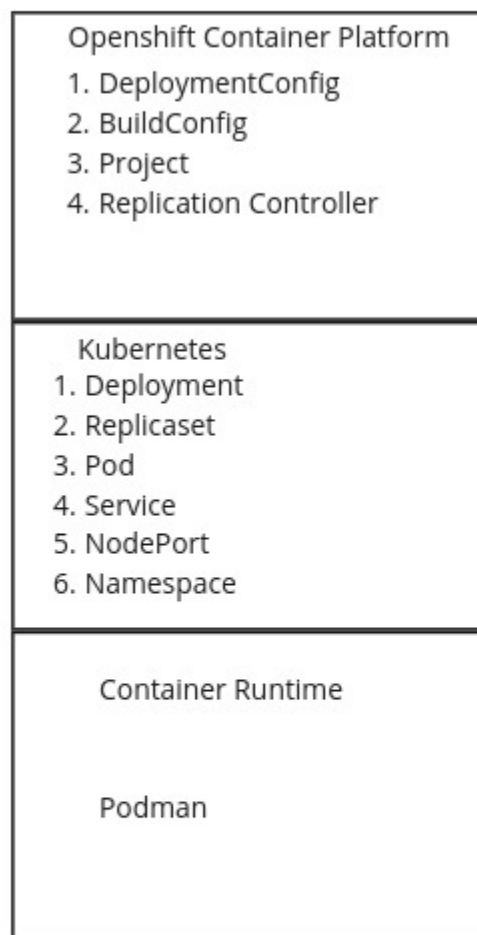 Openshift Container Platform
1. DeploymentConfig
2. BuildConfig
3. Project
4. Replication Controller
Kubernetes
1. Deployment
2. Replicaset
3. Pod
4. Service
5. NodePort
6. Namespace
Container Runtime
Podman